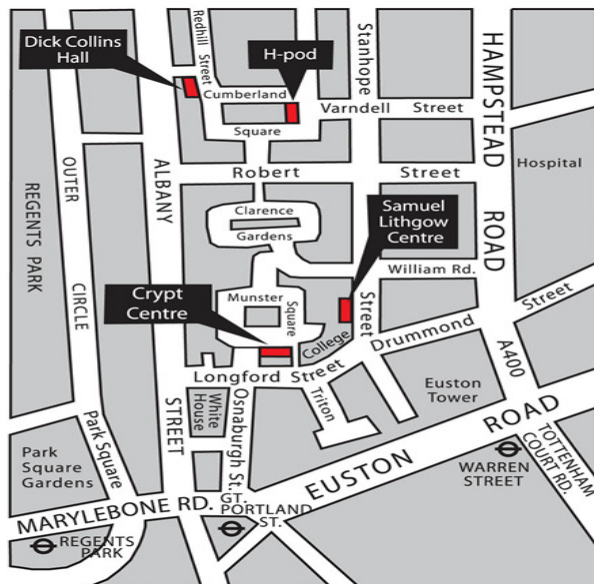 Dick Collins
Hall
Redhill
Street
H-pod
Stanhope
HAMPSTEAD
Cumberland
Varndell Street
Square
Hospital
OUTER
ALBANY
Robert Street
REGENTS PARK
Samuel
Lithgow
Centre
ROAD
Clarence
Gardens
William Rd.
CIRCLE
Crypt
Centre
Munster
Square
Street
College
Drummond Street
Longford Street
A400
White
House
Osnaburgh St.
Triton
Euston
Tower
STREET
Park Square
Park
Square
Gardens
EUSTON ROAD
TOTTENHAM
COURT RD.
WARREN
STREET
MARYLEBONE RD.
GT.
PORTLAND
ST.
REGENTS
PARK